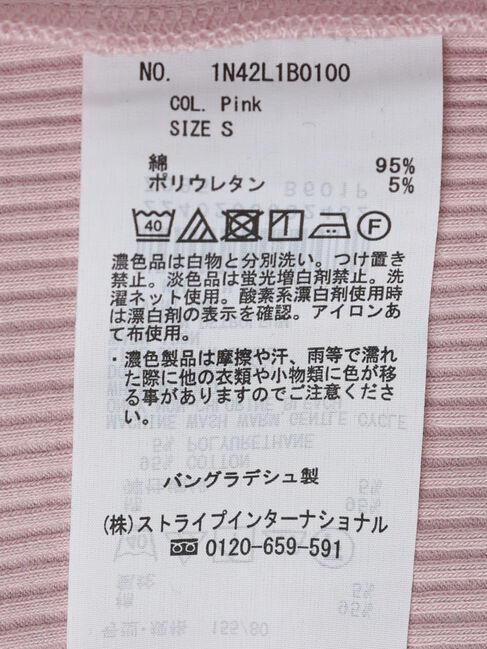 NO. 1N42L1B0100
COL. Pink
SIZE S
綿 95%
ポリウレタン 5%
40 F
濃色品は白物と分別洗い。つけ置き
禁止。淡色品は蛍光増白剤禁止。洗
濯ネット使用。酸素系漂白剤使用時
は漂白剤の表示を確認。アイロンあ
て布使用。
・濃色製品は摩擦や汗、雨等で濡れ
た際に他の衣類や小物類に色が移
る事がありますのでご注意くださ
い。
バングラデシュ製
(株)ストライプインターナショナル
0120-659-591